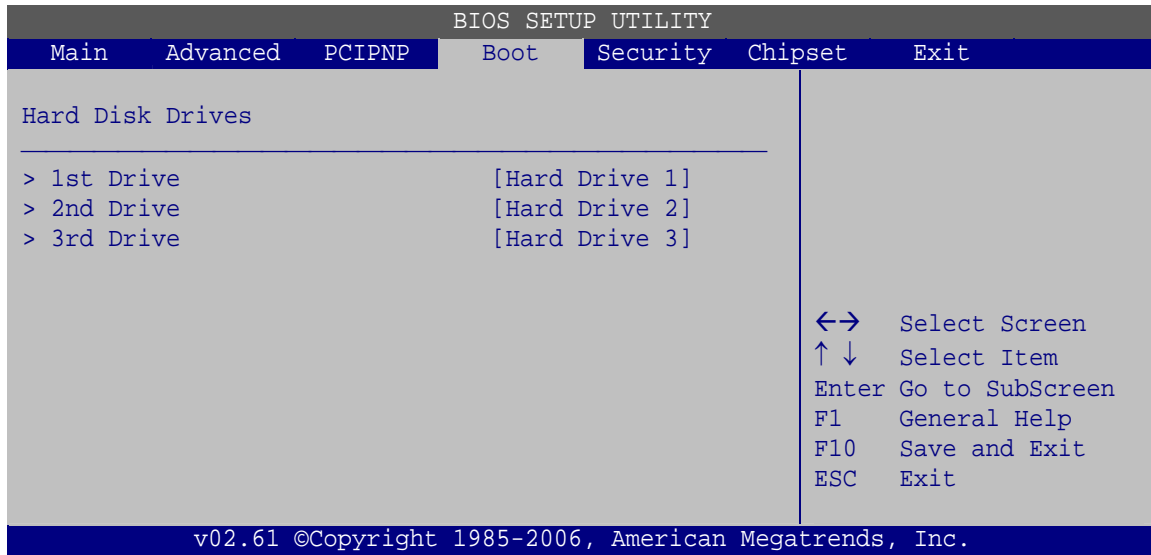 BIOS SETUP UTILITY
Main Advanced PCIPNP Boot Security Chipset Exit
Hard Disk Drives
> 1st Drive [Hard Drive 1]
> 2nd Drive [Hard Drive 2]
> 3rd Drive [Hard Drive 3]
←→ Select Screen
↑ ↓ Select Item
Enter Go to SubScreen
F1 General Help
F10 Save and Exit
ESC Exit
v02.61 ©Copyright 1985-2006, American Megatrends, Inc.